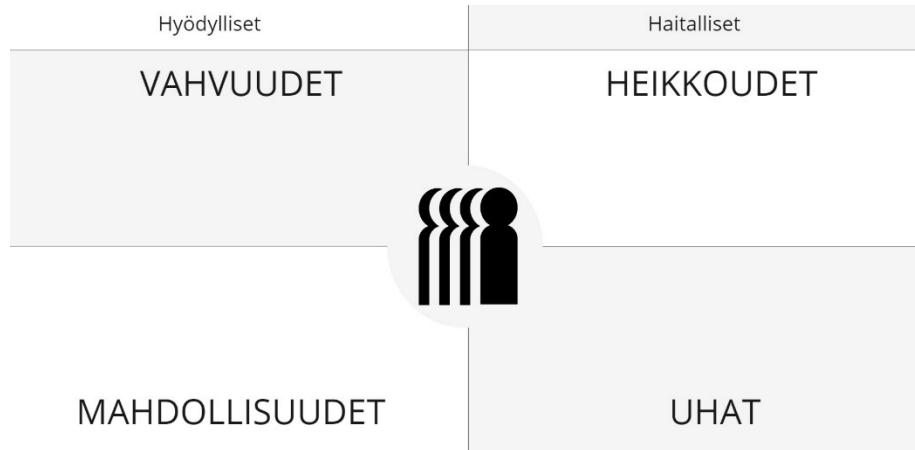 Hyödylliset
Haitalliset
VAHVUUDET
HEIKKOUDET
MAHDOLLISUUDET
UHAT